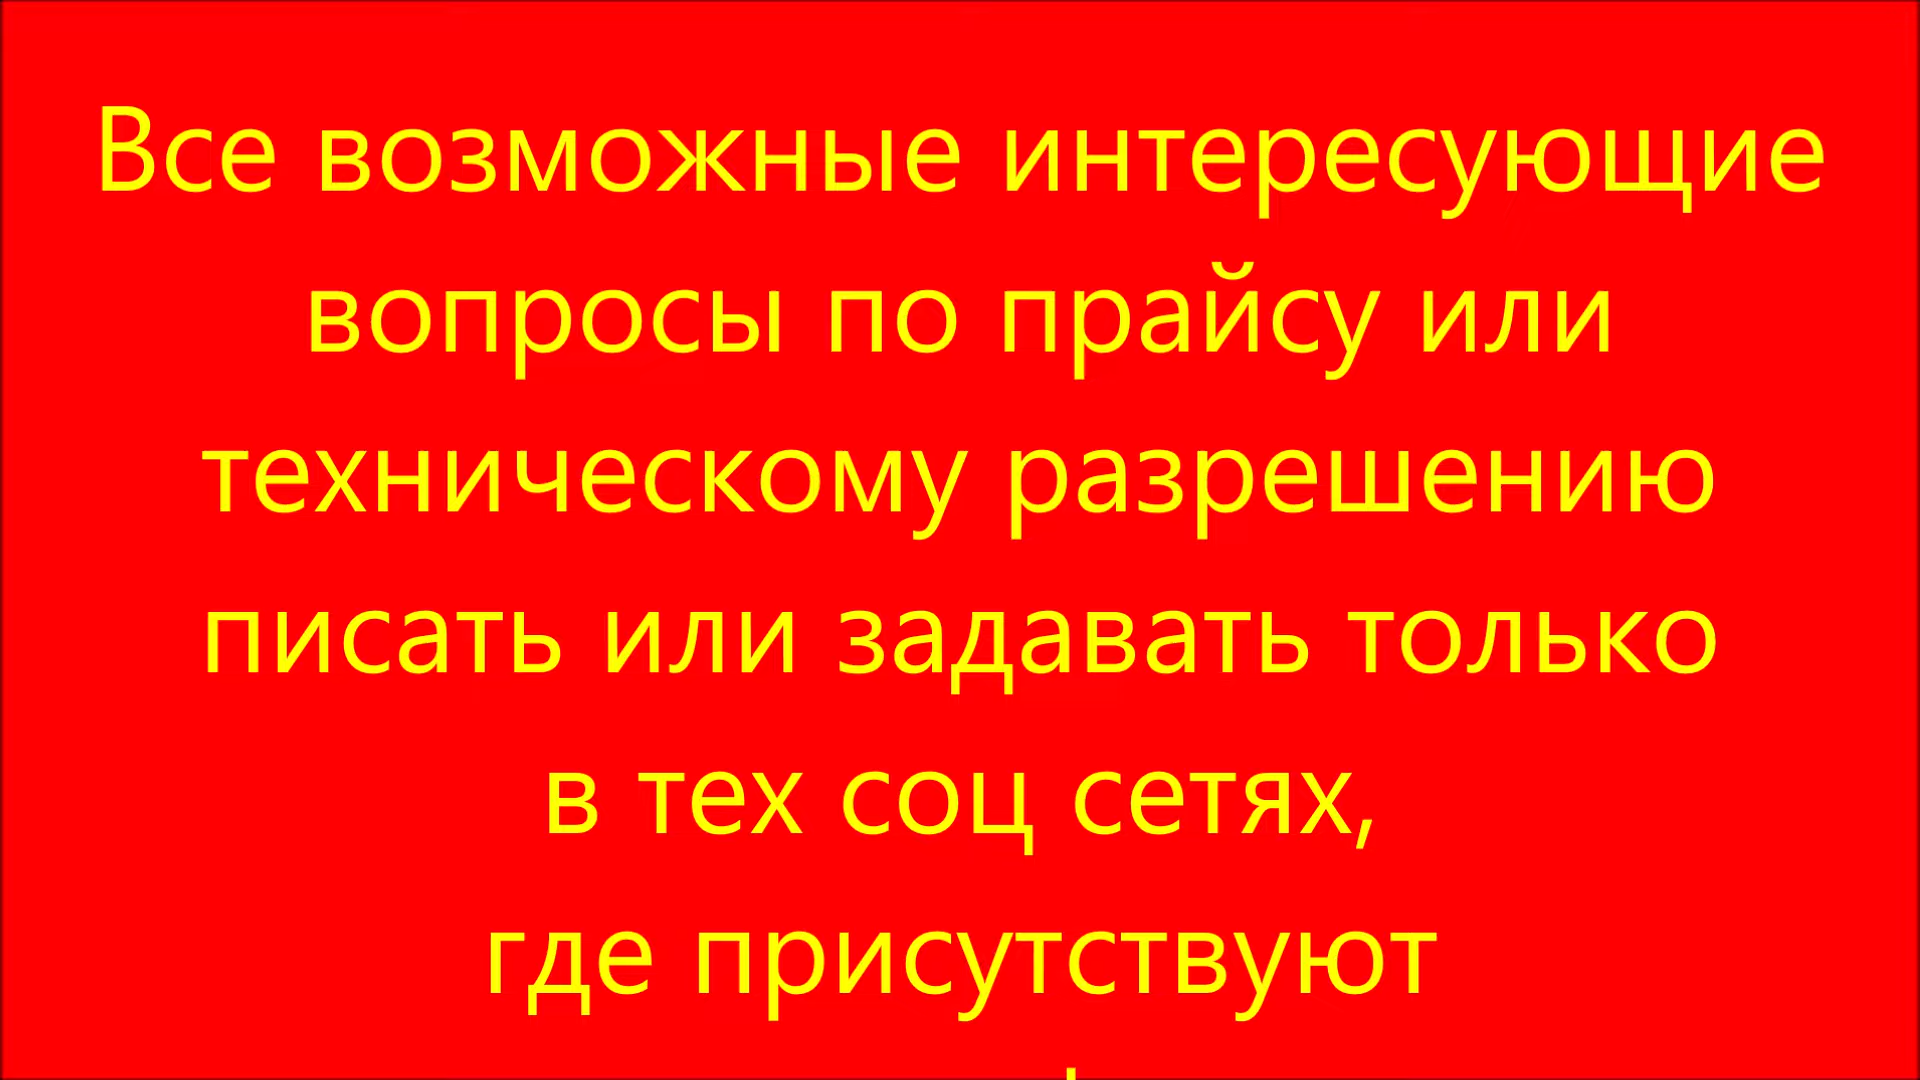 Все возможные интересующие
вопросы по прайсу или
техническому разрешению
писать или задавать только
в тех соц сетях,
где присутствуют